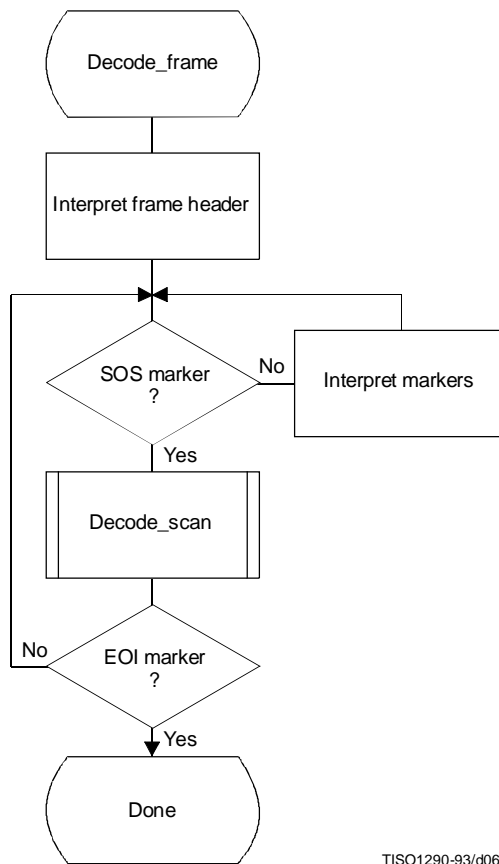 Decode_frame
Interpret frame header
SOS marker
?
No
Interpret markers
Yes
Decode_scan
No
EOI marker
?
Yes
Done
TISO1290-93/d06